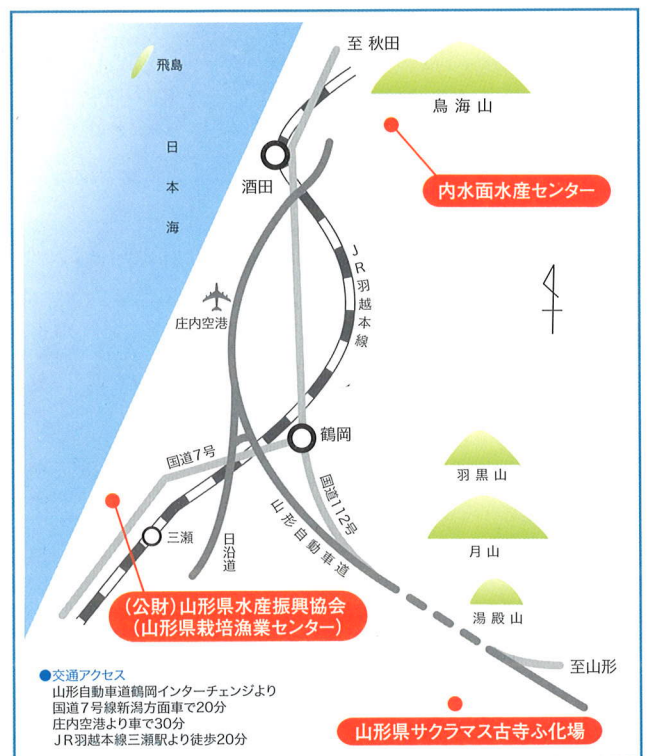 至 秋田
飛島
鳥海山
日本海
酒田
内水面水産センター
JR羽越本線
庄内空港
鶴岡
国道7号
羽黒山
国道112号
山形自動車道
三瀬
日沿道
月山
(公財)山形県水産振興協会
(山形県栽培漁業センター)
湯殿山
至山形
●交通アクセス
山形自動車道鶴岡インターチェンジより
国道7号線新潟方面車で20分
庄内空港より車で30分
JR羽越本線三瀬駅より徒歩20分
山形県サクラマス古寺ふ化場